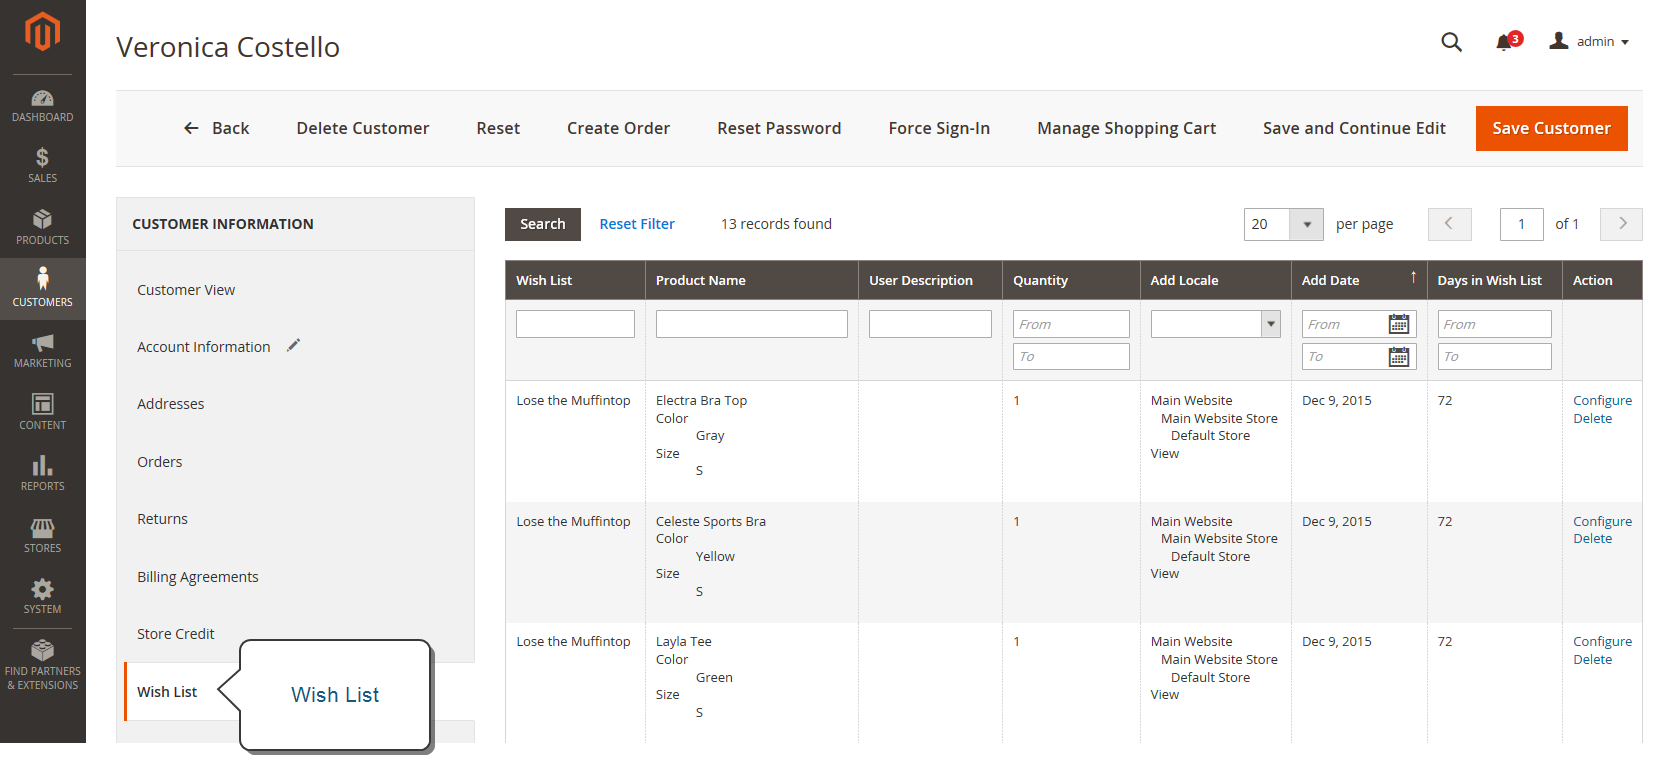 Veronica Costello
3
admin
DASHBOARD
SALES
PRODUCTS
CUSTOMERS
MARKETING
CONTENT
REPORTS
STORES
SYSTEM
FIND PARTNERS
& EXTENSIONS
Back Delete Customer Reset Create Order Reset Password Force Sign-In Manage Shopping Cart Save and Continue Edit Save Customer
CUSTOMER INFORMATION
Customer View
Account Information
Addresses
Orders
Returns
Billing Agreements
Store Credit
Wish List
Wish List
Search Reset Filter 13 records found 20 per page 1 of 1
Wish List Product Name User Description Quantity Add Locale Add Date ↑ Days in Wish List Action
From From From
To To To
Lose the Muffintop Electra Bra Top 1 Main Website Dec 9, 2015 72 Configure
Color Main Website Store Delete
Gray Default Store
Size View
S
Lose the Muffintop Celeste Sports Bra 1 Main Website Dec 9, 2015 72 Configure
Color Main Website Store Delete
Yellow Default Store
Size View
S
Lose the Muffintop Layla Tee 1 Main Website Dec 9, 2015 72 Configure
Color Main Website Store Delete
Green Default Store
Size View
S